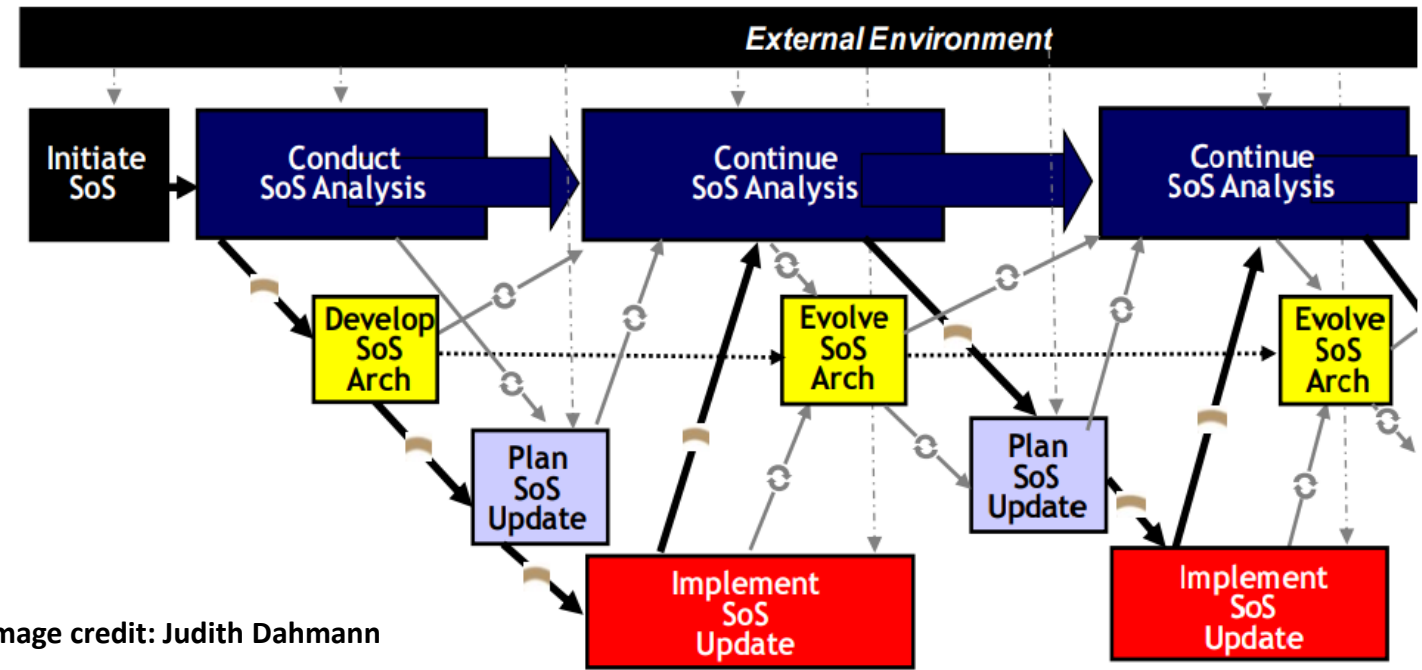 External Environment
Initiate
SoS
Conduct
SoS Analysis
Continue
SoS Analysis
Continue
SoS Analysis
Develop
SoS
Arch
Evolve
SoS
Arch
Evolve
SoS
Arch
Plan
SoS
Update
Plan
SoS
Update
Implement
SoS
Update
Implement
SoS
Update
mage credit: Judith Dahmann